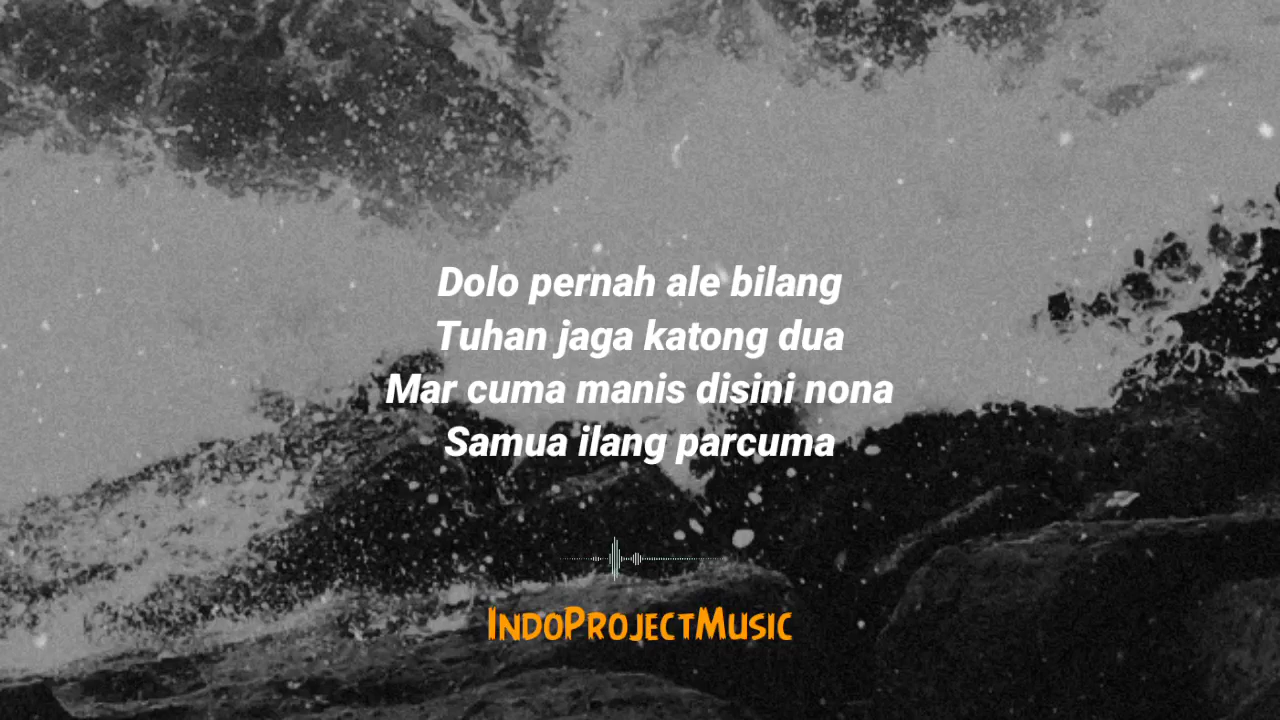 Dolo pernah ale bilang
Tuhan jaga katong dua
Mar cuma manis disini nona
Samua ilang parcuma
IndoProjectMusic